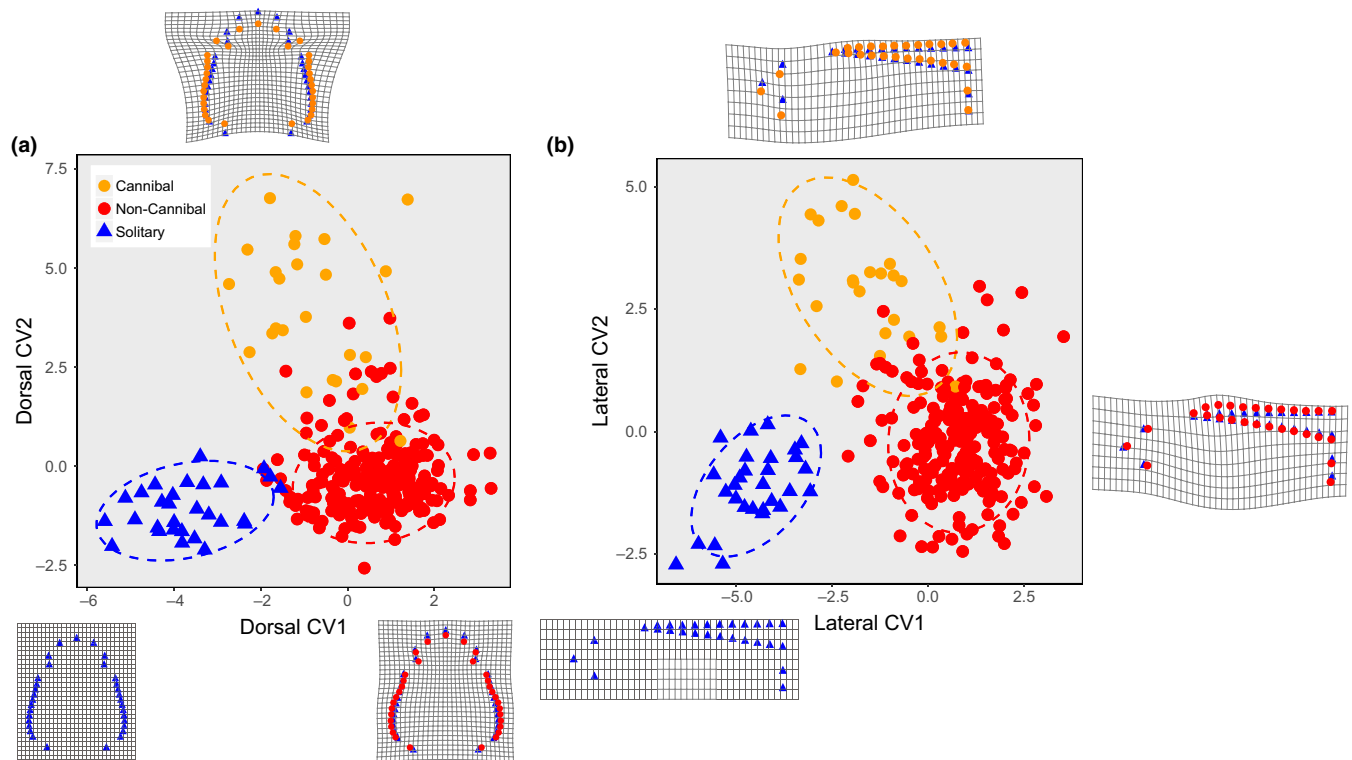 (a)
(b)
7.5
5.0
2.5
0.0
–2.5
Dorsal CV2
Cannibal
Non-Cannibal
Solitary
–6
–4
–2
0
2
Dorsal CV1
5.0
2.5
0.0
–2.5
Lateral CV2
–5.0
–2.5
0.0
2.5
Lateral CV1